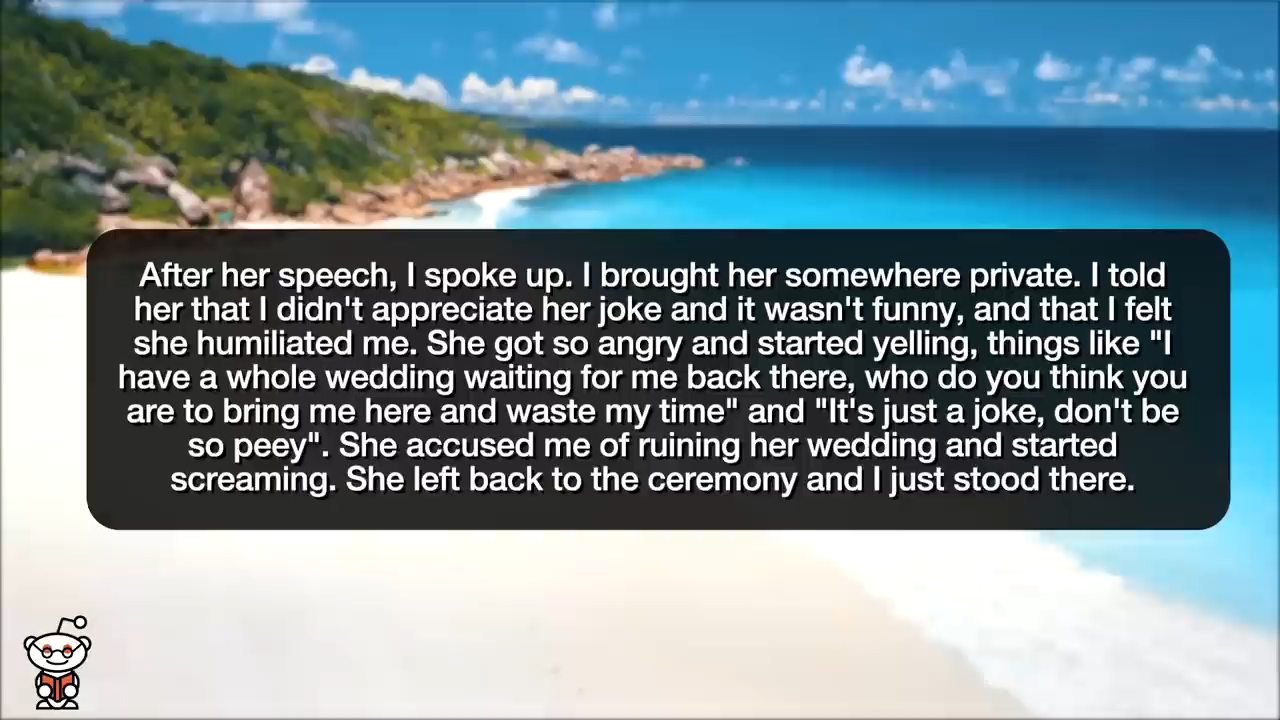 After her speech, I spoke up. I brought her somewhere private. I told
her that I didn't appreciate her joke and it wasn't funny, and that I felt
she humiliated me. She got so angry and started yelling, things like "I
have a whole wedding waiting for me back there, who do you think you
are to bring me here and waste my time" and "It's just a joke, don't be
so peey". She accused me of ruining her wedding and started
screaming. She left back to the ceremony and I just stood there.